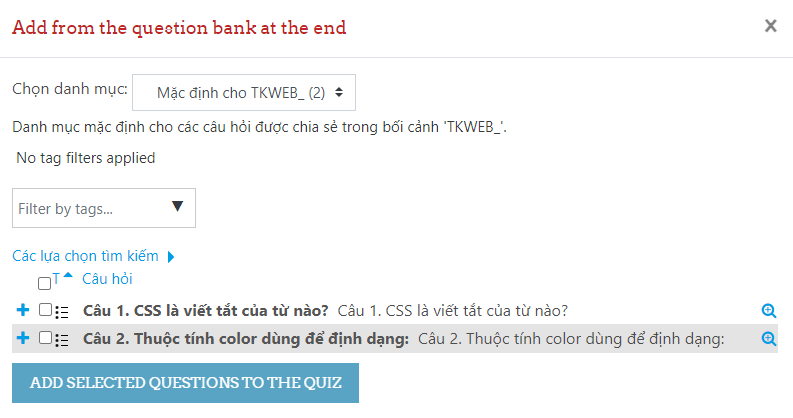 Add from the question bank at the end
Chọn danh mục: Mặc định cho TKWEB_ (2)
Danh mục mặc định cho các câu hỏi được chia sẻ trong bối cảnh 'TKWEB_'.
No tag filters applied
Filter by tags... ▼
Các lựa chọn tìm kiếm
T Câu hỏi
Câu 1. CSS là viết tắt của từ nào? Câu 1. CSS là viết tắt của từ nào?
Câu 2. Thuộc tính color dùng để định dạng: Câu 2. Thuộc tính color dùng để định dạng:
ADD SELECTED QUESTIONS TO THE QUIZ